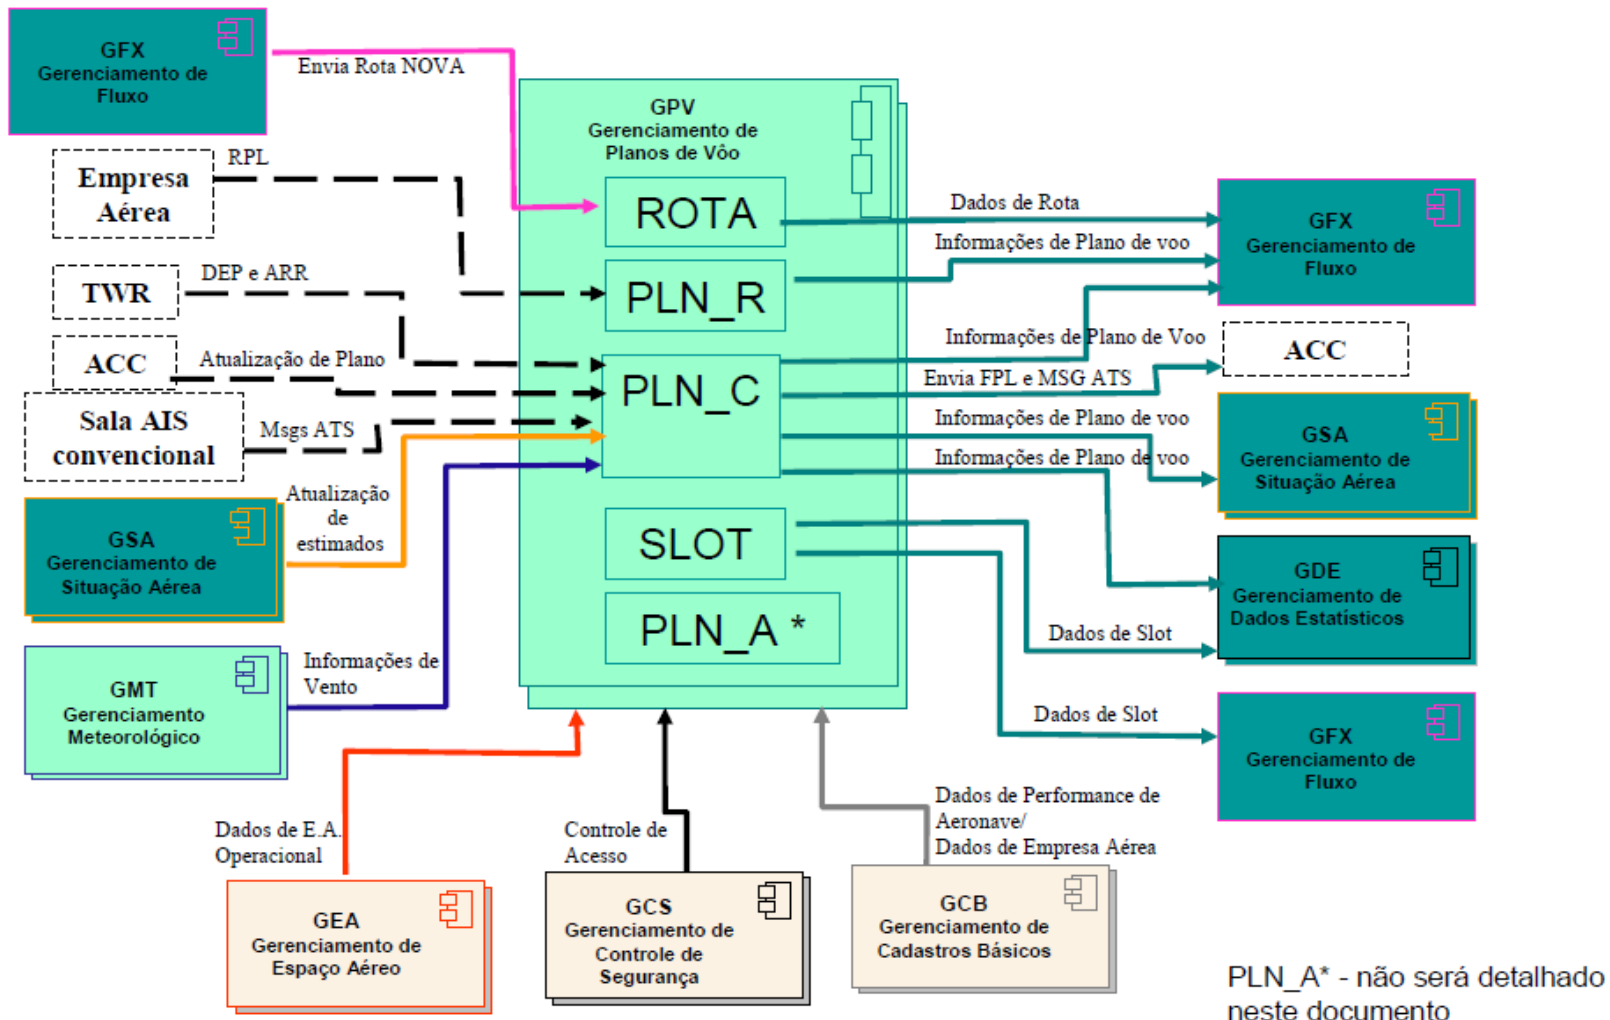 GFX
Gerenciamento de
Fluxo
Envia Rota NOVA
Empresa
Aérea
RPL
TWR
DEP e ARR
ACC
Atualização de Plano
Sala AIS
convencional
Msgs ATS
GSA
Gerenciamento de
Situação Aérea
Atualização
de
estimados
GMT
Gerenciamento
Meteorológico
Informações de
Vento
GPV
Gerenciamento de
Planos de Vôo
ROTA
PLN_R
PLN_C
SLOT
PLN_A *
Dados de Rota
Informações de Plano de voo
Informações de Plano de Voo
Envia FPL e MSG ATS
Informações de Plano de voo
Informações de Plano de voo
Dados de Slot
Dados de Slot
GFX
Gerenciamento de
Fluxo
ACC
GSA
Gerenciamento de
Situação Aérea
GDE
Gerenciamento de
Dados Estatísticos
GFX
Gerenciamento de
Fluxo
Dados de E.A.
Operacional
GEA
Gerenciamento de
Espaço Aéreo
Controle de
Acesso
GCS
Gerenciamento de
Controle de
Segurança
Dados de Performance de
Aeronave/
Dados de Empresa Aérea
GCB
Gerenciamento de
Cadastros Básicos
PLN_A* - não será detalhado
neste documento